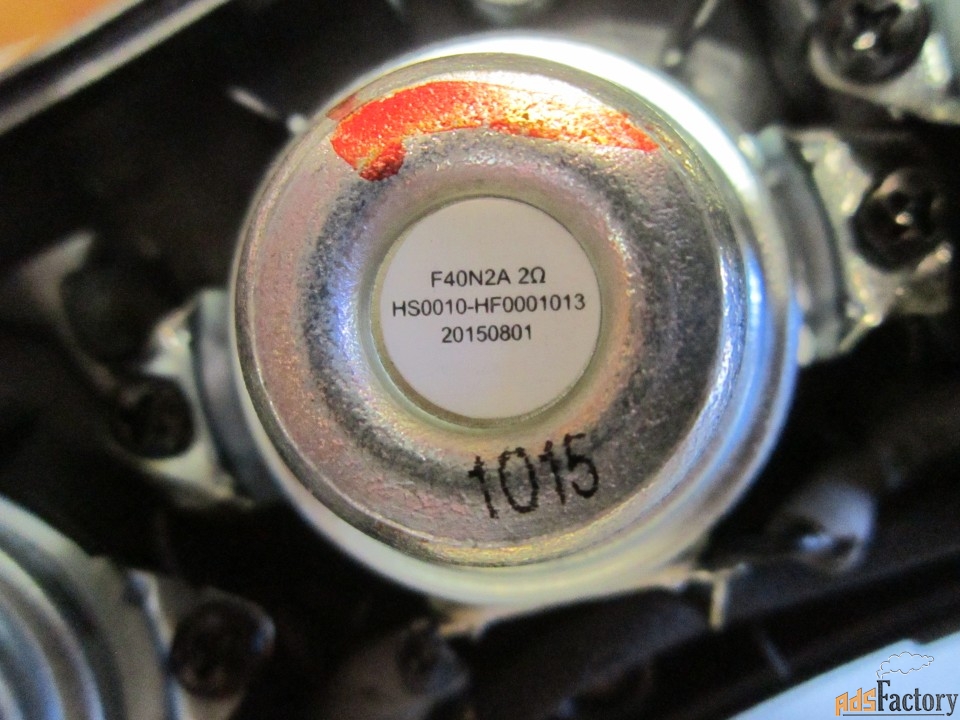 F40N2A 2Ω
HS0010-HF0001013
20150801
1015
AdsFactory